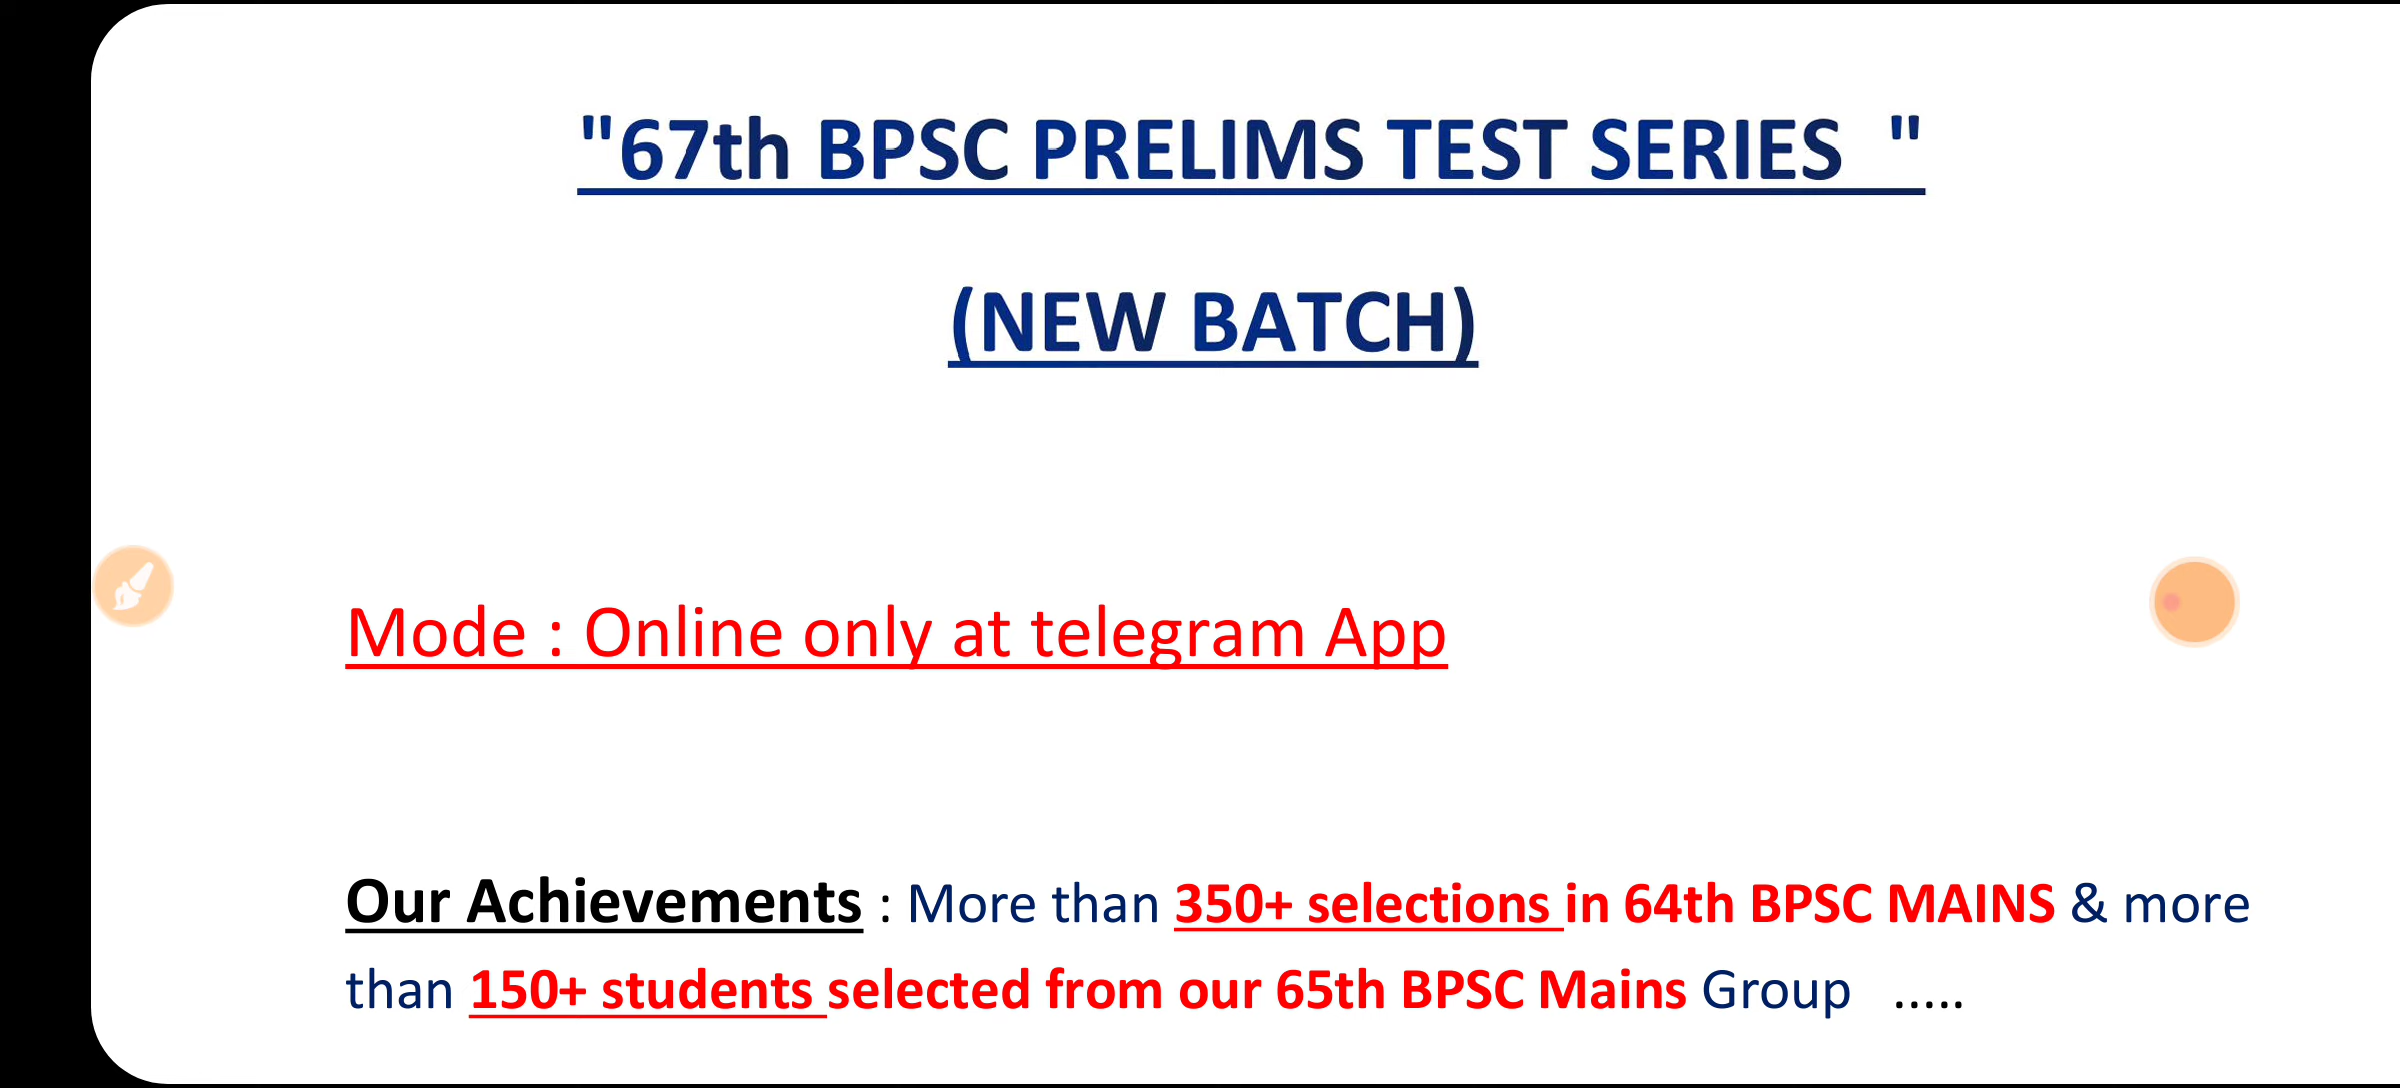 "67th BPSC PRELIMS TEST SERIES  "
(NEW BATCH)
Mode : Online only at telegram App
Our Achievements : More than 350+ selections in 64th BPSC MAINS & more
than 150+ students selected from our 65th BPSC Mains Group   .....